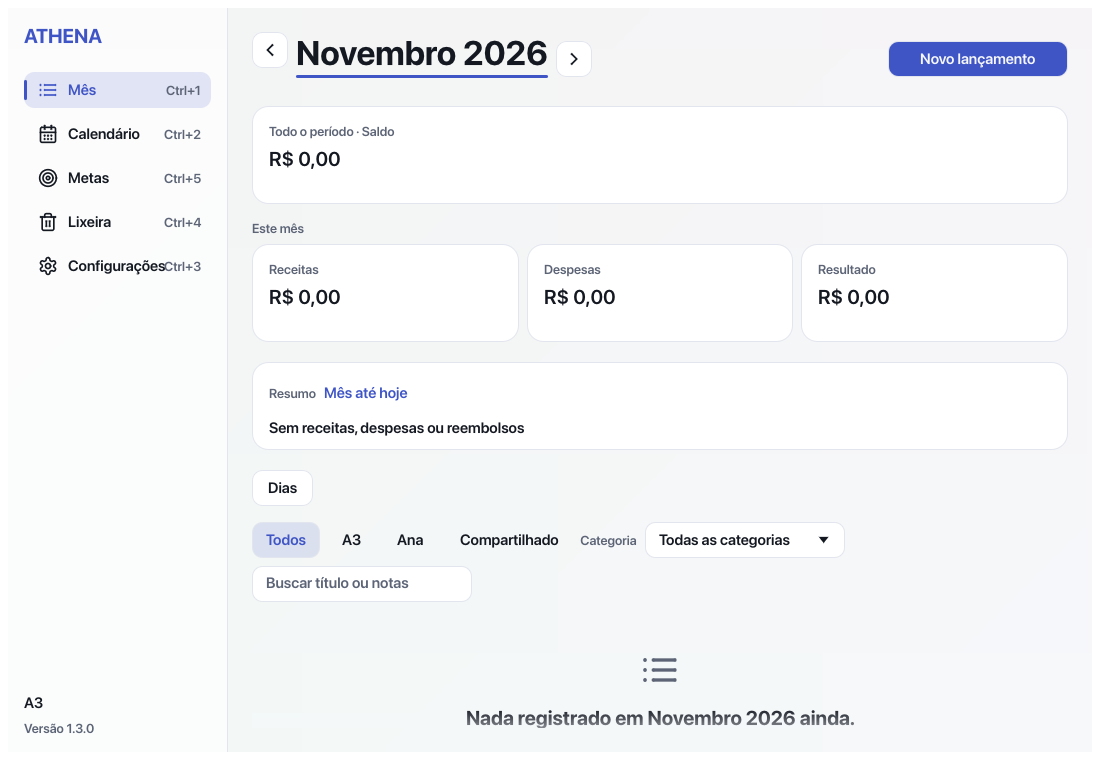 ATHENA
Mês Ctrl+1
Calendário Ctrl+2
Metas Ctrl+5
Lixeira Ctrl+4
Configurações Ctrl+3
A3
Versão 1.3.0
Novembro 2026
Novo lançamento
Todo o período · Saldo
R$ 0,00
Este mês
Receitas
R$ 0,00
Despesas
R$ 0,00
Resultado
R$ 0,00
Resumo Mês até hoje
Sem receitas, despesas ou reembolsos
Dias
Todos A3 Ana Compartilhado Categoria Todas as categorias
Buscar título ou notas
Nada registrado em Novembro 2026 ainda.